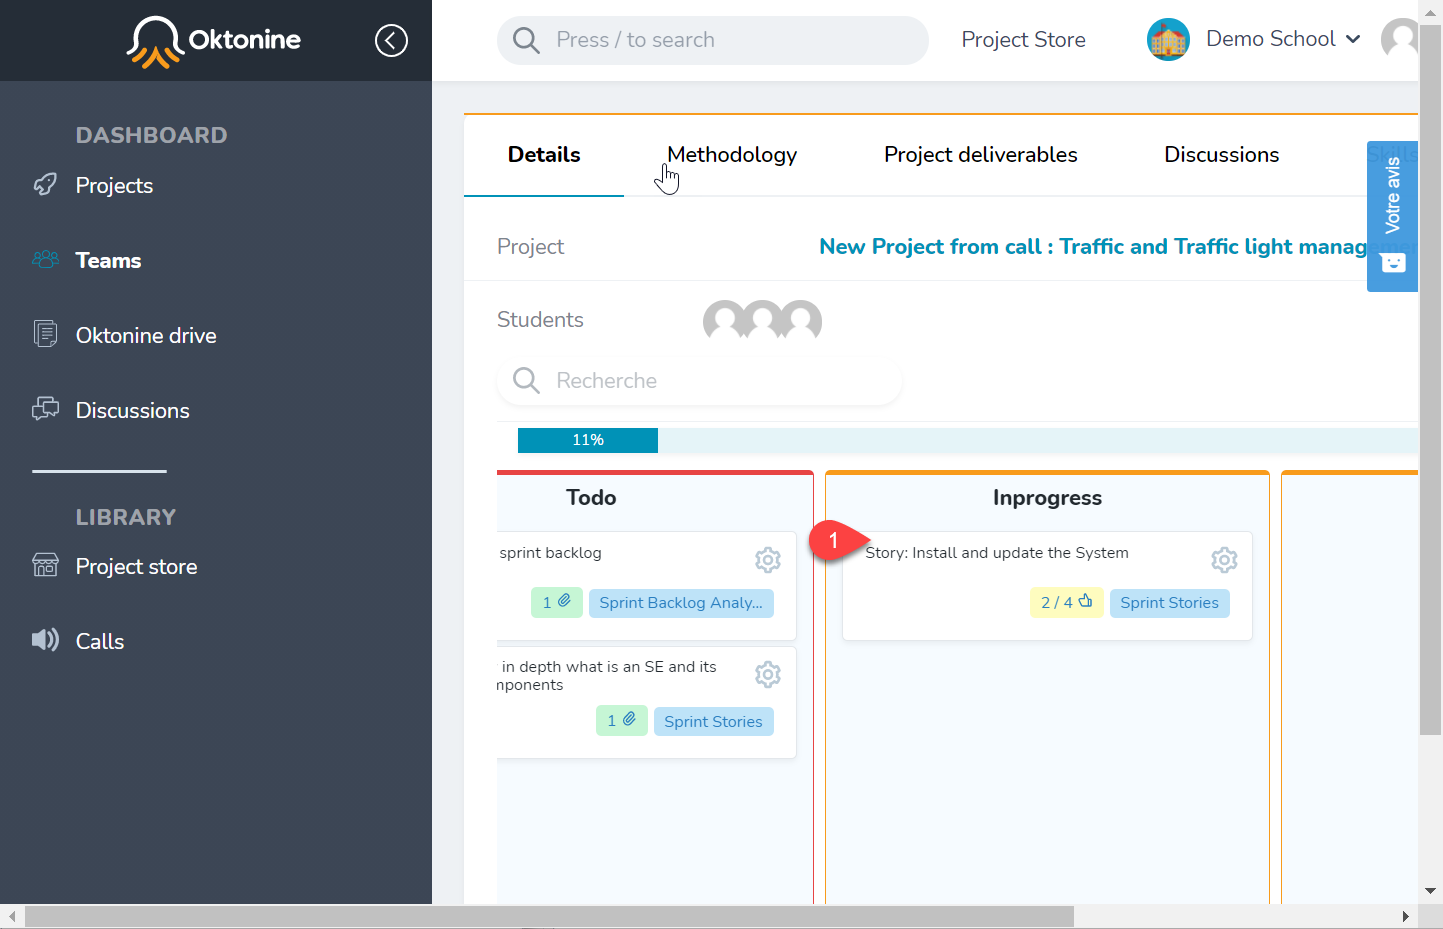 Oktonine
Press / to search
Project Store
Demo School
DASHBOARD
Projects
Teams
Oktonine drive
Discussions
LIBRARY
Project store
Calls
Details
Methodology
Project deliverables
Discussions
Skills
Votre avis
Project
New Project from call : Traffic and Traffic light manag
Students
Recherche
11%
Todo
sprint backlog
1
Sprint Backlog Analy...
in depth what is an SE and its
mponents
1
Sprint Stories
Inprogress
1
Story: Install and update the System
2 / 4
Sprint Stories